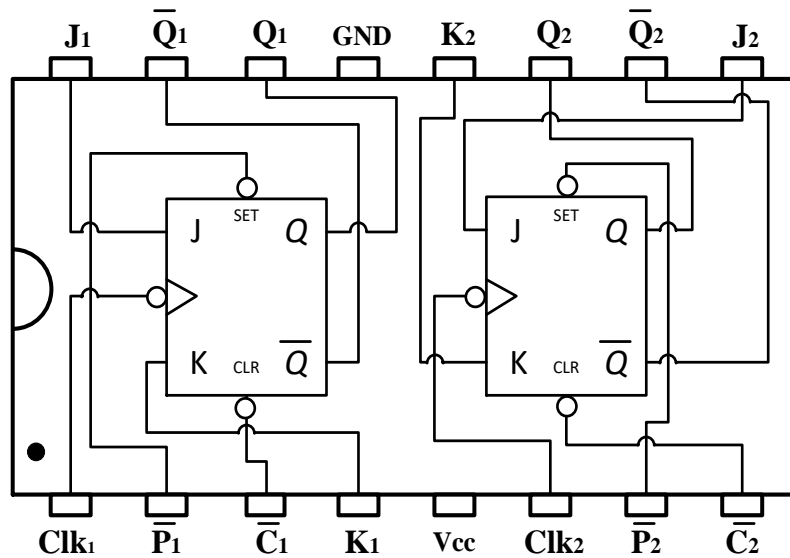 J₁ Q̅₁ Q₁ GND K₂ Q₂ Q̅₂ J₂
SET SET
J Q J Q
K CLR Q̅ K CLR Q̅
Clk₁ P̅₁ C̅₁ K₁ Vcc Clk₂ P̅₂ C̅₂